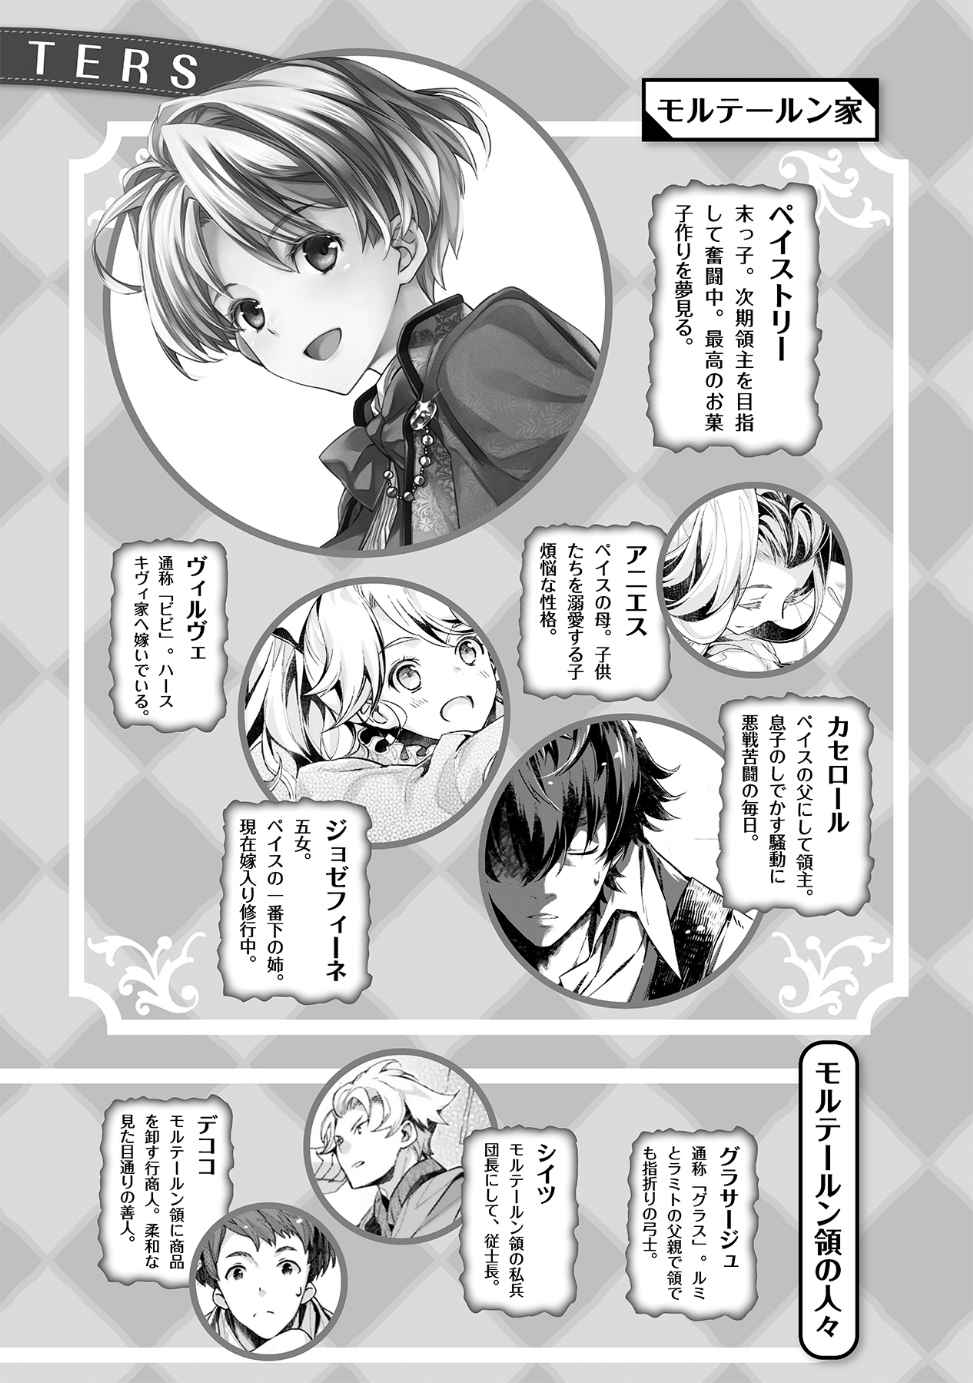 TERS
モルテールン家
ペイストリー
末っ子。次期領主を目指
して奮闘中。最高のお菓
子作りを夢見る。
アニエス
ペイスの母。子供
たちを溺愛する子
煩悩な性格。
ヴィルヴェ
通称「ビビ」。ハース
キヴィ家へ嫁いでいる。
カセロール
ペイスの父にして領主。
息子のしでかす騒動に
悪戦苦闘の毎日。
ジョゼフィーネ
五女。
ペイスの一番下の姉。
現在嫁入り修行中。
モルテールン領の人々
グラサージュ
通称「グラス」。ルミ
とラミトの父親で領で
も指折りの弓士。
シイツ
モルテールン領の私兵
団長にして、従士長。
デココ
モルテールン領に商品
を卸す行商人。柔和な
見た目通りの善人。